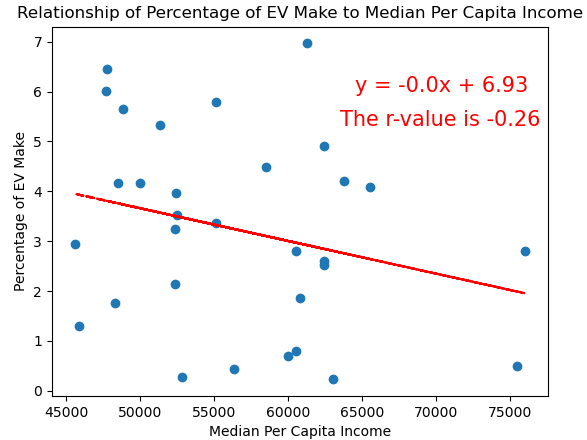 Relationship of Percentage of EV Make to Median Per Capita Income
7
6
5
4
3
2
1
0
Percentage of EV Make
y = -0.0x + 6.93
The r-value is -0.26
45000 50000 55000 60000 65000 70000 75000
Median Per Capita Income